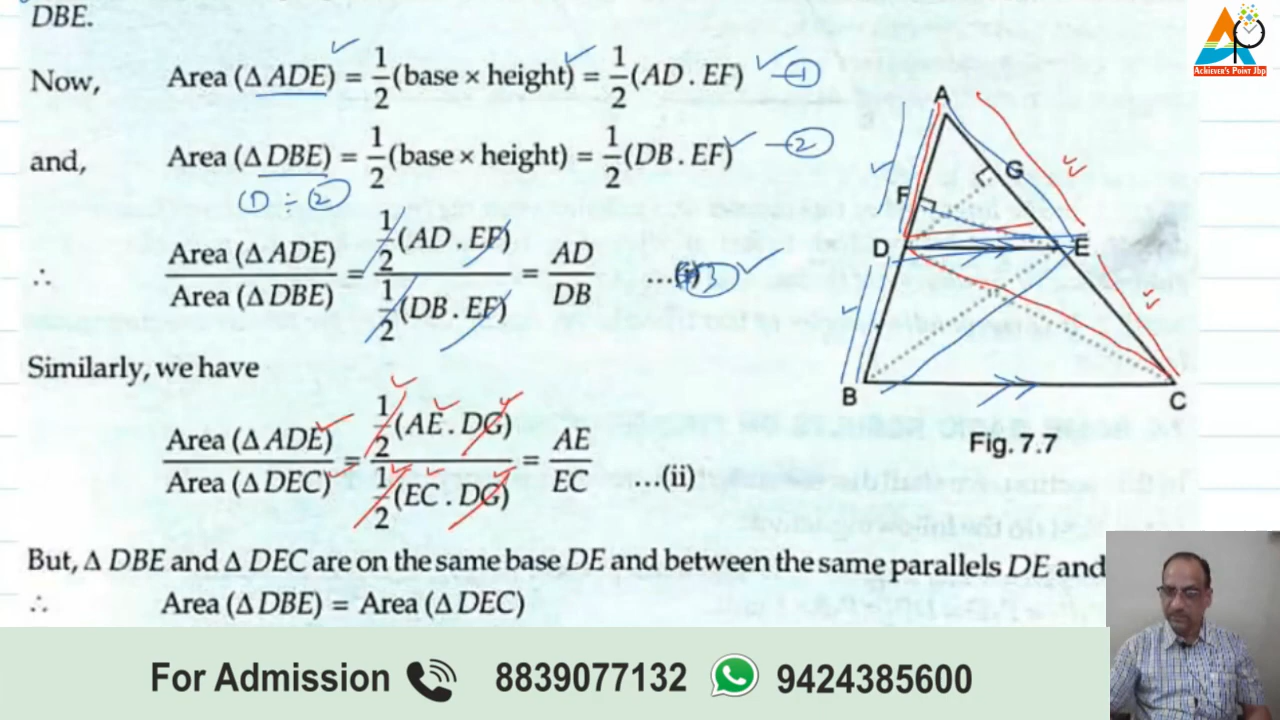 DBE.
Now, Area (Δ ADE) = 1/2 (base × height) = 1/2 (AD . EF) ✓ —①
and, Area (Δ DBE) = 1/2 (base × height) = 1/2 (DB . EF) —②
① ÷ ②
∴ Area (Δ ADE) / Area (Δ DBE) = 1/2 (AD . EF) / 1/2 (DB . EF) = AD / DB ... ③
Similarly, we have
Area (Δ ADE) / Area (Δ DEC) = 1/2 (AE . DG) / 1/2 (EC . DG) = AE / EC ...(ii)
But, Δ DBE and Δ DEC are on the same base DE and between the same parallels DE and
∴ Area (Δ DBE) = Area (Δ DEC)
A
G
F
D
E
B
C
Fig. 7.7
Achiever's Point Jbp
For Admission 8839077132 9424385600